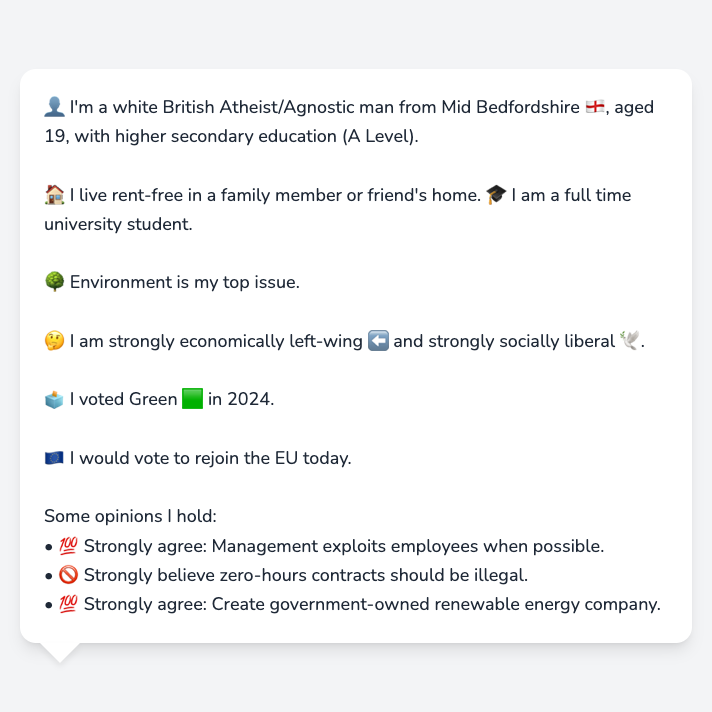 👤 I'm a white British Atheist/Agnostic man from Mid Bedfordshire 🏴󠁧󠁢󠁥󠁮󠁧󠁿, aged
19, with higher secondary education (A Level).
🏠 I live rent-free in a family member or friend's home. 🎓 I am a full time
university student.
🌳 Environment is my top issue.
🤔 I am strongly economically left-wing ⬅️ and strongly socially liberal 🕊️.
🗳️ I voted Green 🟩 in 2024.
🇪🇺 I would vote to rejoin the EU today.
Some opinions I hold:
• 💯 Strongly agree: Management exploits employees when possible.
• 🚫 Strongly believe zero-hours contracts should be illegal.
• 💯 Strongly agree: Create government-owned renewable energy company.